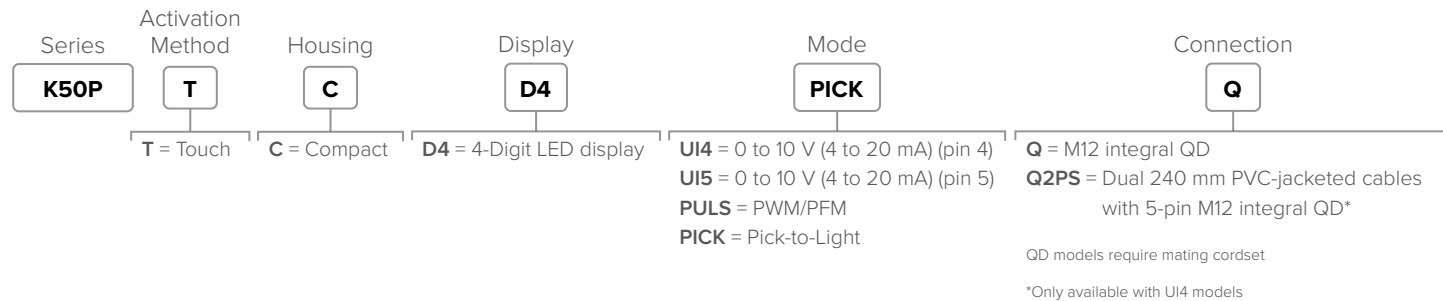 Series
Activation
Method
Housing
Display
Mode
Connection
K50P
T
C
D4
PICK
Q
T = Touch
C = Compact
D4 = 4-Digit LED display
UI4 = 0 to 10 V (4 to 20 mA) (pin 4)
UI5 = 0 to 10 V (4 to 20 mA) (pin 5)
PULS = PWM/PFM
PICK = Pick-to-Light
Q = M12 integral QD
Q2PS = Dual 240 mm PVC-jacketed cables
with 5-pin M12 integral QD*
QD models require mating cordset
*Only available with UI4 models